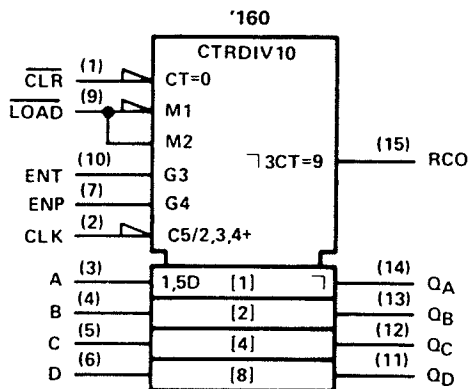 '160
CTRDIV10
CLR (1) CT=0
LOAD (9) M1
M2
(15)
ENT (10) G3 ¬3CT=9 RCO
ENP (7) G4
CLK (2) C5/2,3,4+
A (3) 1,5D [1] ¬ (14) QA
B (4) [2] (13) QB
C (5) [4] (12) QC
D (6) [8] (11) QD